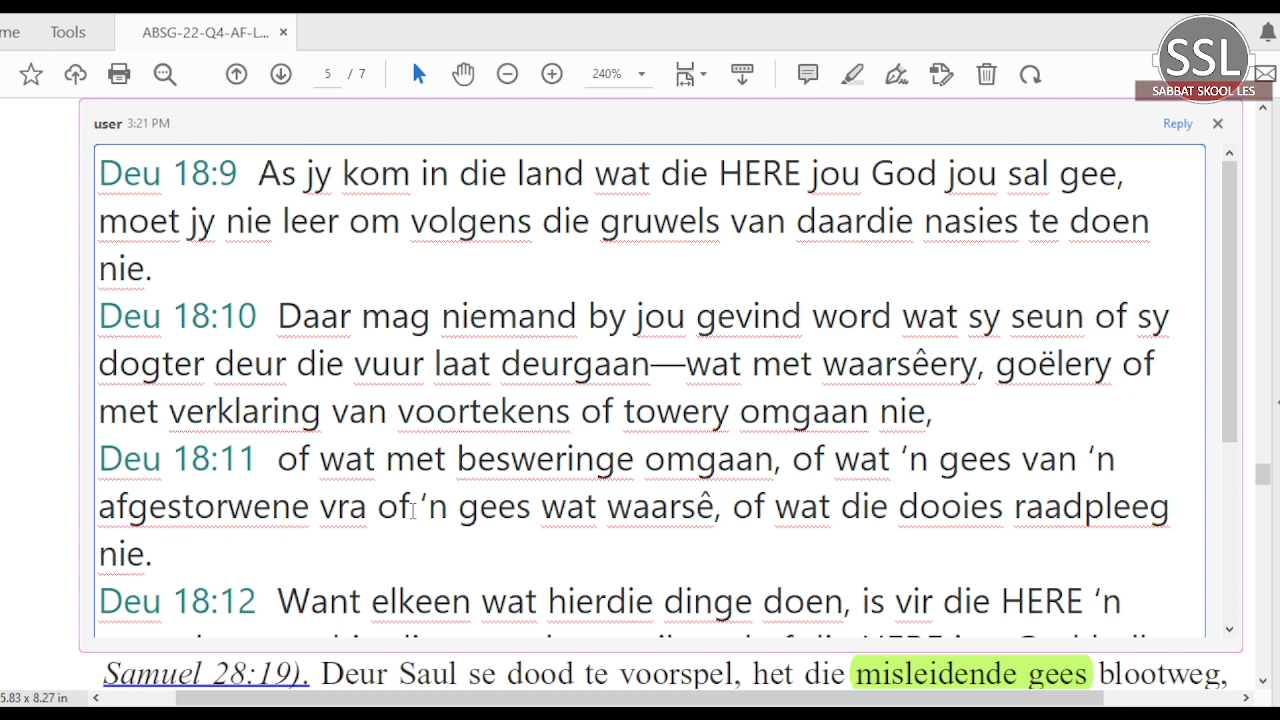 me Tools ABSG-22-Q4-AF-L... ×
SSL
SABBAT SKOOL LES
5 / 7 240%
user 3:21 PM Reply ×
Deu 18:9 As jy kom in die land wat die HERE jou God jou sal gee,
moet jy nie leer om volgens die gruwels van daardie nasies te doen
nie.
Deu 18:10 Daar mag niemand by jou gevind word wat sy seun of sy
dogter deur die vuur laat deurgaan—wat met waarsêery, goëlery of
met verklaring van voortekens of towery omgaan nie,
Deu 18:11 of wat met besweringe omgaan, of wat ‘n gees van ‘n
afgestorwene vra of ‘n gees wat waarsê, of wat die dooies raadpleeg
nie.
Deu 18:12 Want elkeen wat hierdie dinge doen, is vir die HERE ‘n
Samuel 28:19). Deur Saul se dood te voorspel, het die misleidende gees blootweg,
5.83 x 8.27 in